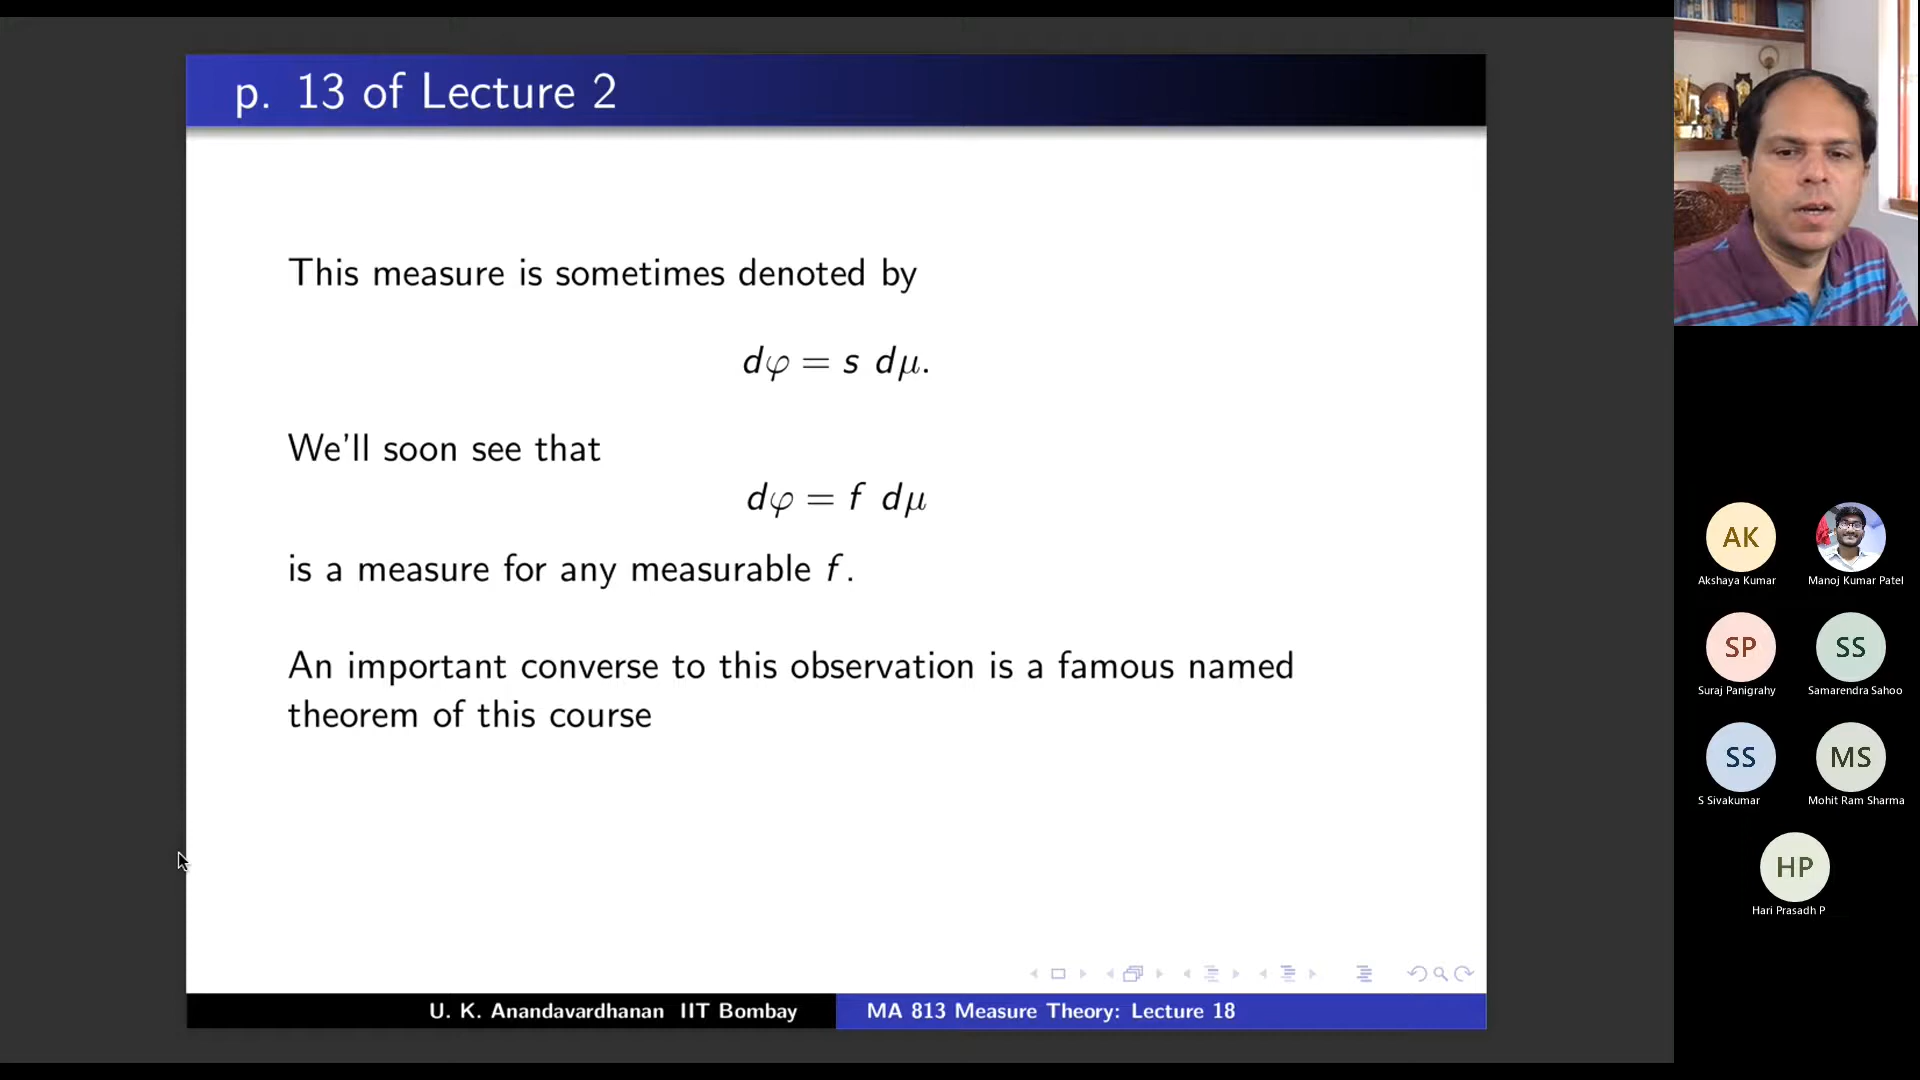 p. 13 of Lecture 2
This measure is sometimes denoted by
dφ = s dμ.
We'll soon see that
dφ = f dμ
is a measure for any measurable f.
An important converse to this observation is a famous named
theorem of this course
U. K. Anandavardhanan IIT Bombay
MA 813 Measure Theory: Lecture 18
AK
Akshaya Kumar
Manoj Kumar Patel
SP
Suraj Panigrahy
SS
Samarendra Sahoo
SS
S Sivakumar
MS
Mohit Ram Sharma
HP
Hari Prasadh P